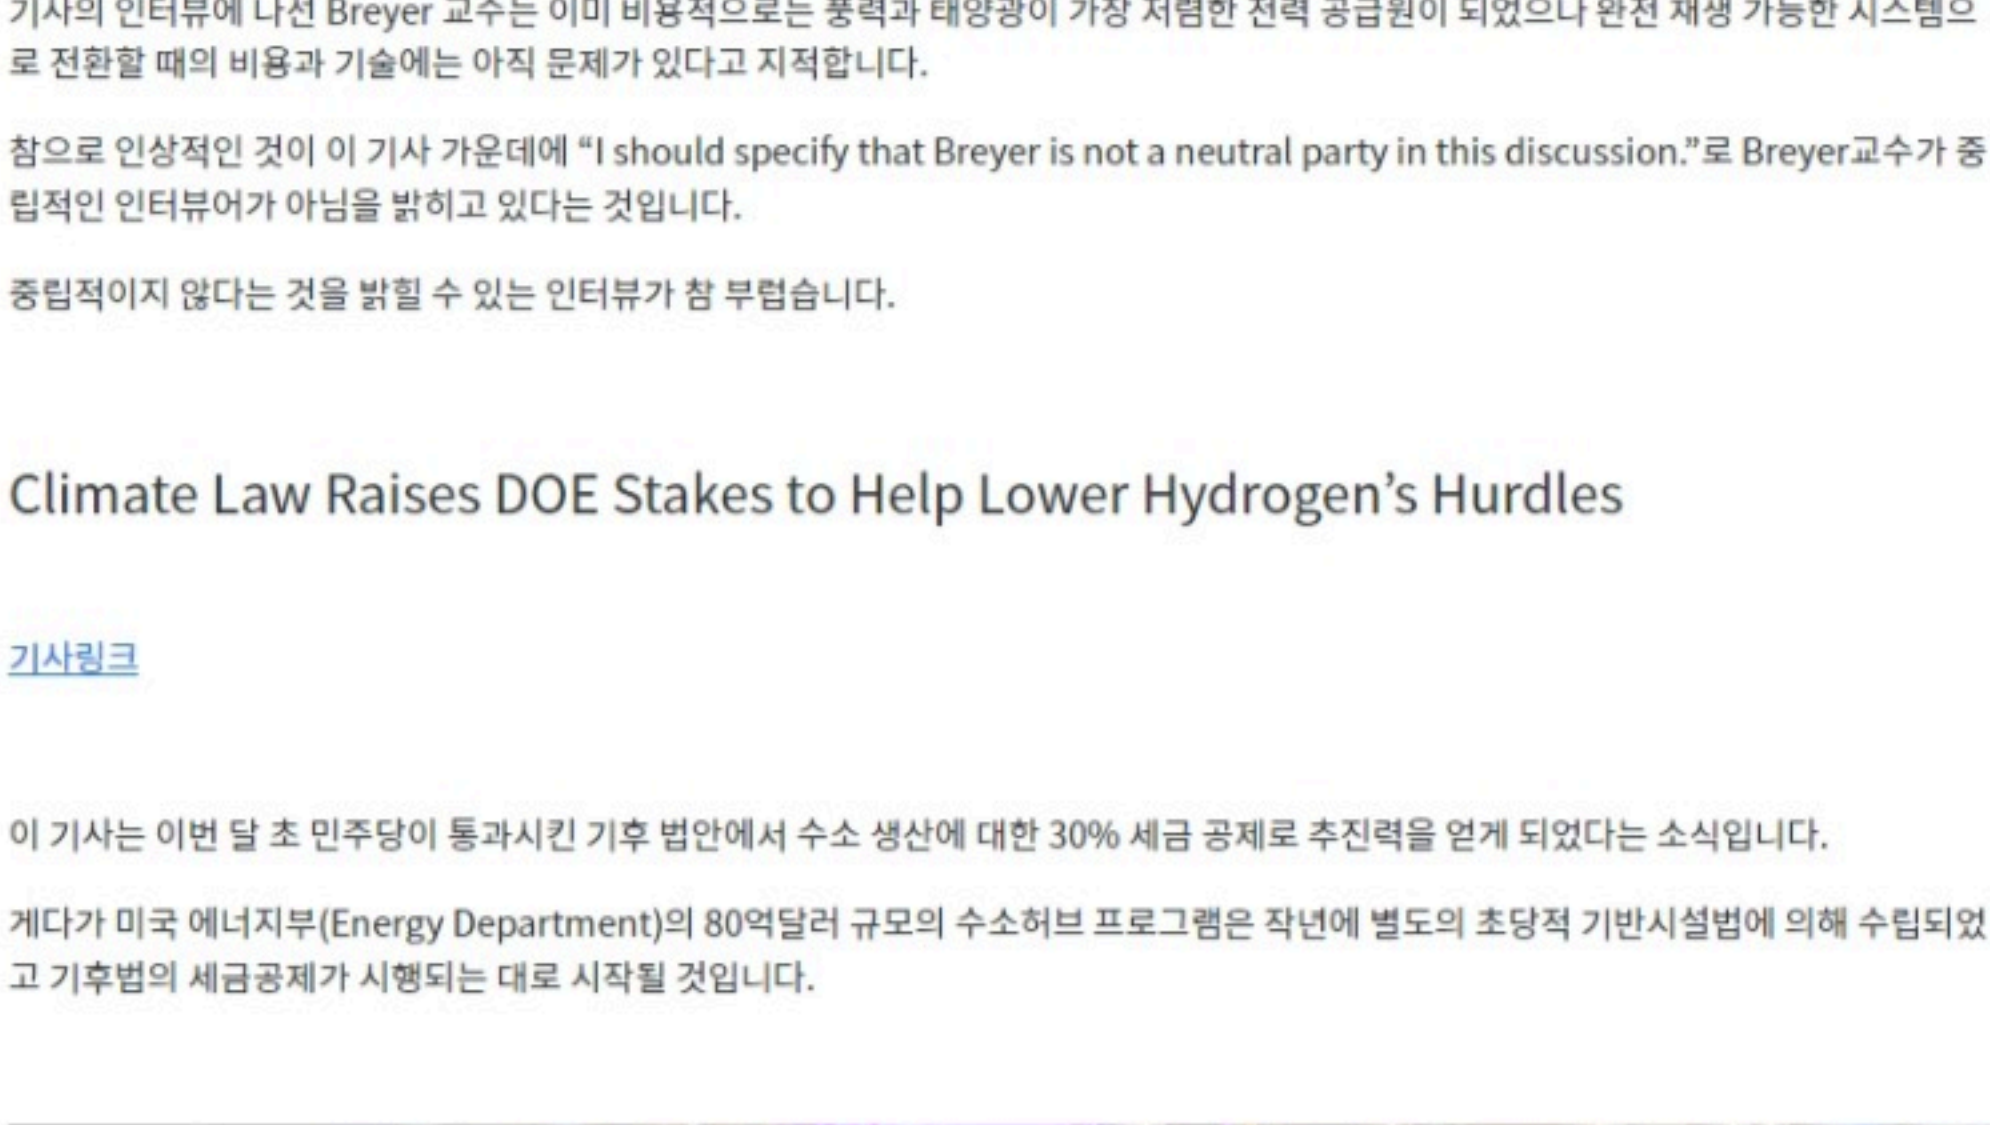 기사의 인터뷰에 나선 Breyer 교수는 이미 비용적으로는 풍력과 태양광이 가장 저렴한 전력 공급원이 되었으나 완전 재생 가능한 시스템으
로 전환할 때의 비용과 기술에는 아직 문제가 있다고 지적합니다.
참으로 인상적인 것이 이 기사 가운데에 “I should specify that Breyer is not a neutral party in this discussion.”로 Breyer교수가 중
립적인 인터뷰어가 아님을 밝히고 있다는 것입니다.
중립적이지 않다는 것을 밝힐 수 있는 인터뷰가 참 부럽습니다.
Climate Law Raises DOE Stakes to Help Lower Hydrogen’s Hurdles
기사링크
이 기사는 이번 달 초 민주당이 통과시킨 기후 법안에서 수소 생산에 대한 30% 세금 공제로 추진력을 얻게 되었다는 소식입니다.
게다가 미국 에너지부(Energy Department)의 80억달러 규모의 수소허브 프로그램은 작년에 별도의 초당적 기반시설법에 의해 수립되었
고 기후법의 세금공제가 시행되는 대로 시작될 것입니다.